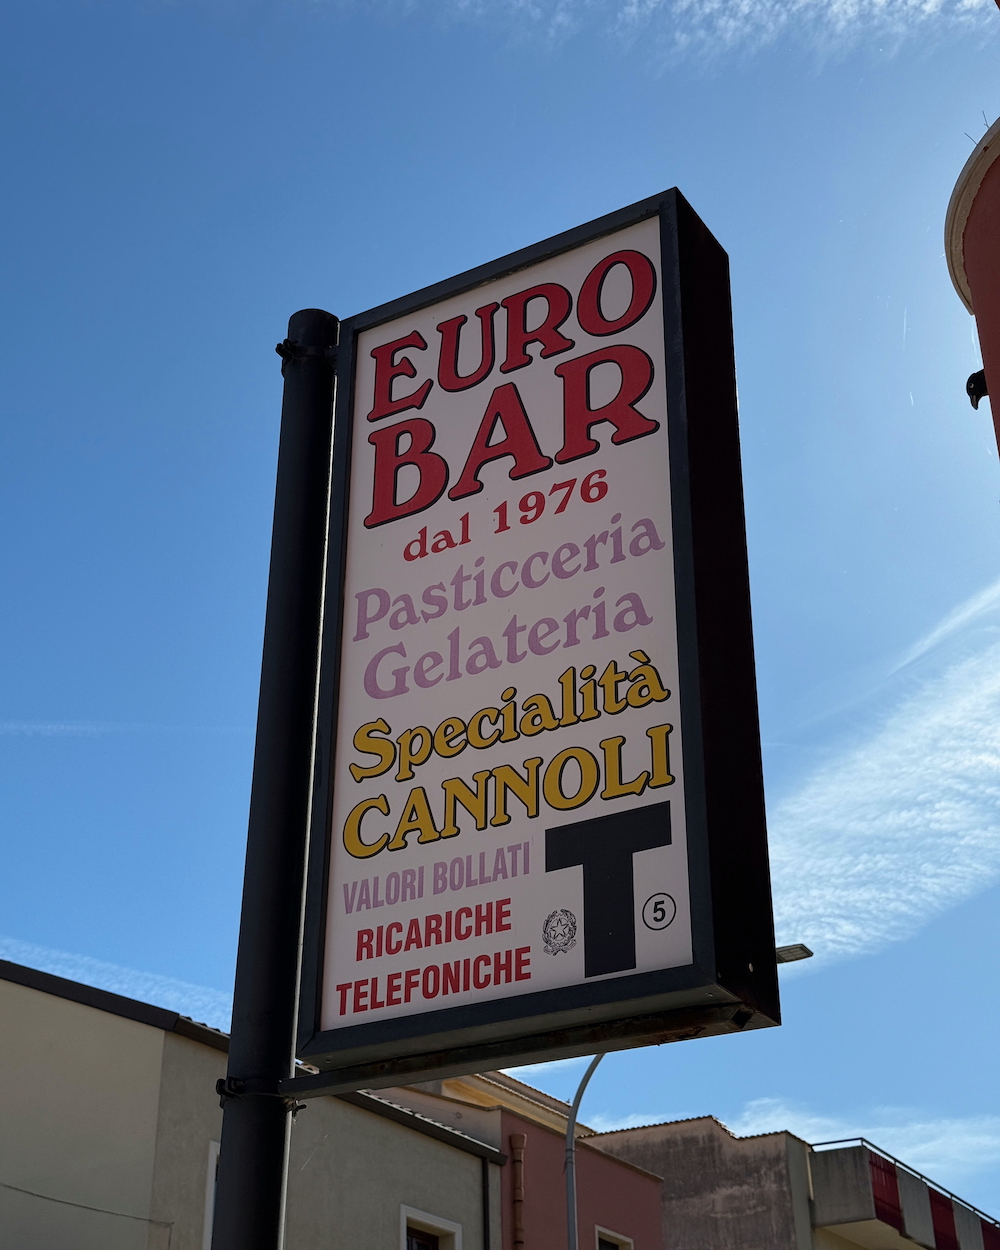 EURO
BAR
dal 1976
Pasticceria
Gelateria
Specialità
CANNOLI
VALORI BOLLATI
RICARICHE
TELEFONICHE
T
5